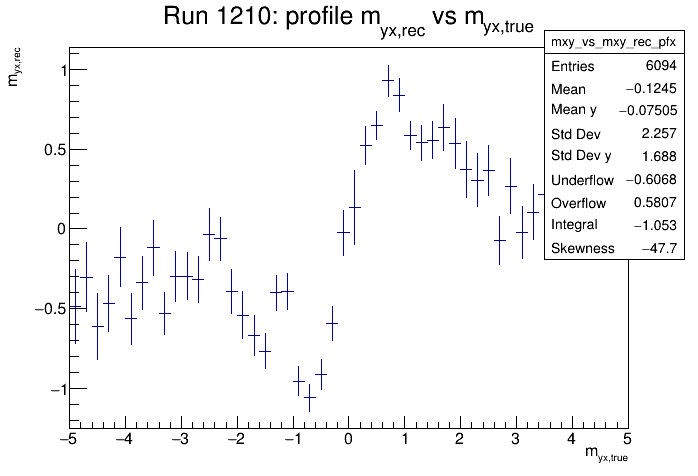 Run 1210: profile m_yx,rec vs m_yx,true
m_yx,rec
mxy_vs_mxy_rec_pfx
Entries 6094
Mean −0.1245
Mean y −0.07505
Std Dev 2.257
Std Dev y 1.688
Underflow −0.6068
Overflow 0.5807
Integral −1.053
Skewness −47.7
1
0.5
0
−0.5
−1
−5 −4 −3 −2 −1 0 1 2 3 4 5
m_yx,true